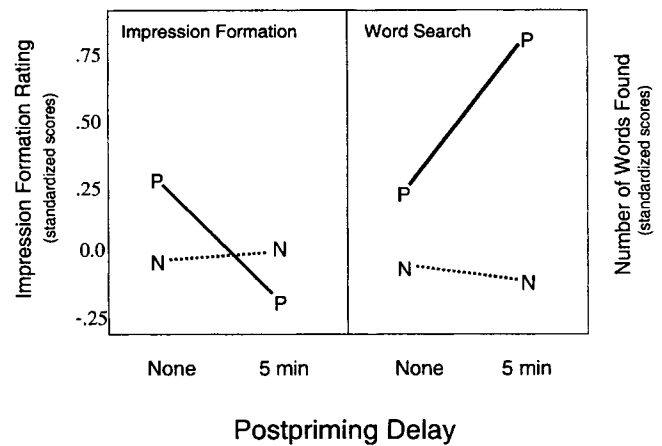 Impression Formation
Word Search
Impression Formation Rating
(standardized scores)
.75
.50
.25
0.0
-.25
P
P
N
N
P
P
N
N
Number of Words Found
(standardized scores)
None
5 min
None
5 min
Postpriming Delay